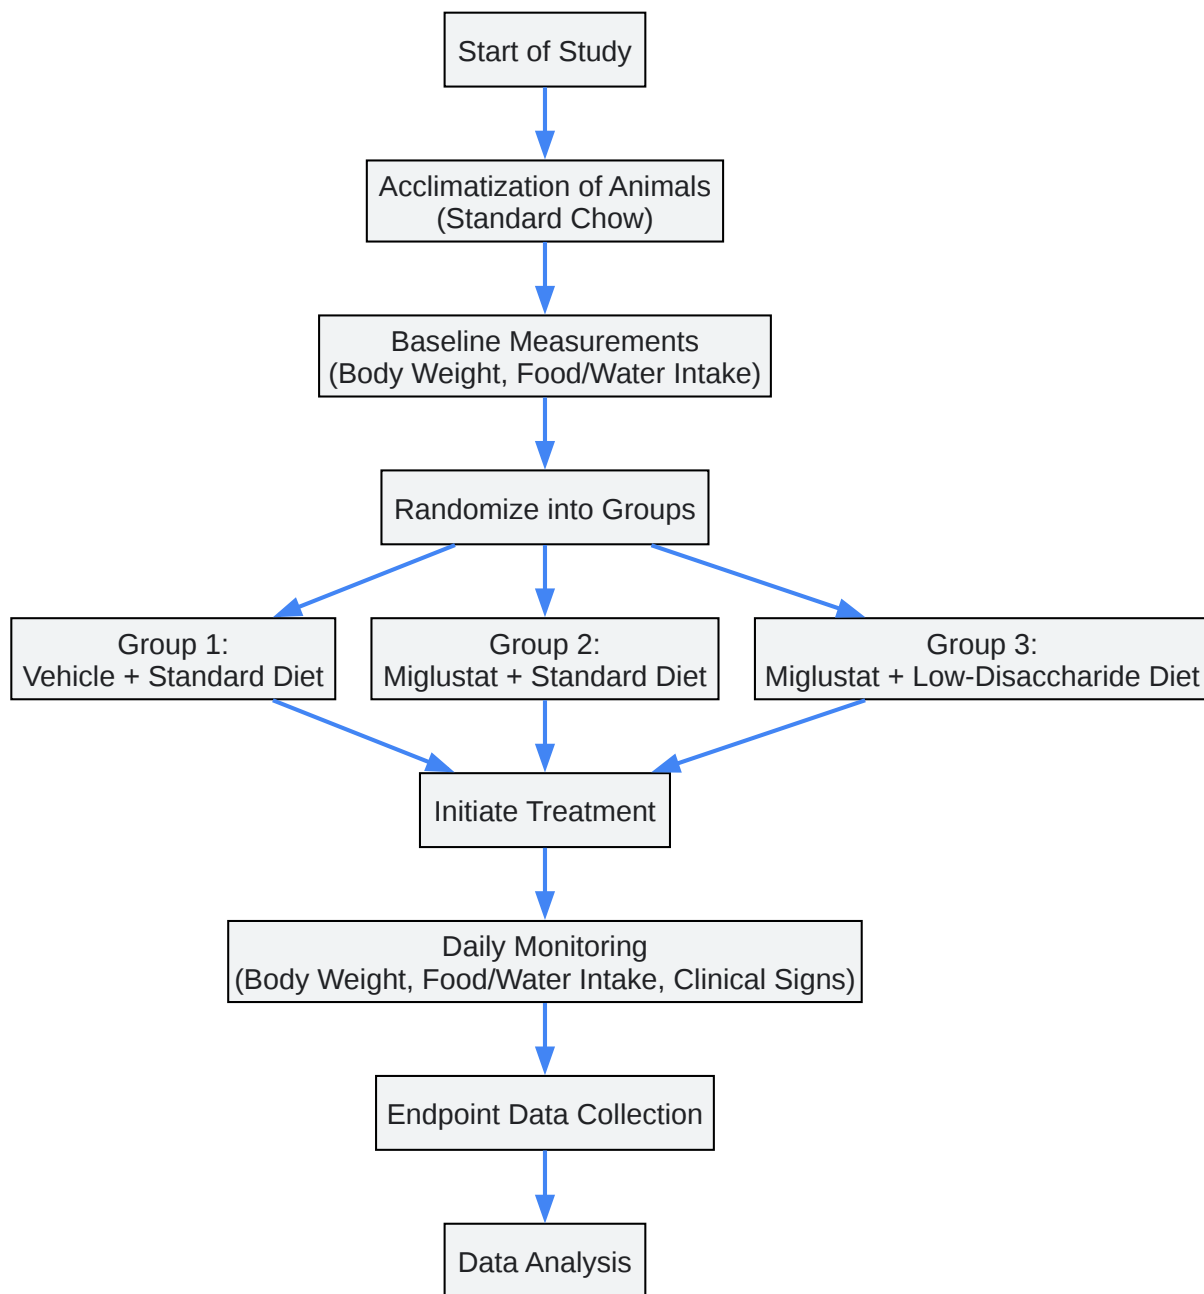 Start of Study
Acclimatization of Animals
(Standard Chow)
Baseline Measurements
(Body Weight, Food/Water Intake)
Randomize into Groups
Group 1:
Vehicle + Standard Diet
Group 2:
Miglustat + Standard Diet
Group 3:
Miglustat + Low-Disaccharide Diet
Initiate Treatment
Daily Monitoring
(Body Weight, Food/Water Intake, Clinical Signs)
Endpoint Data Collection
Data Analysis